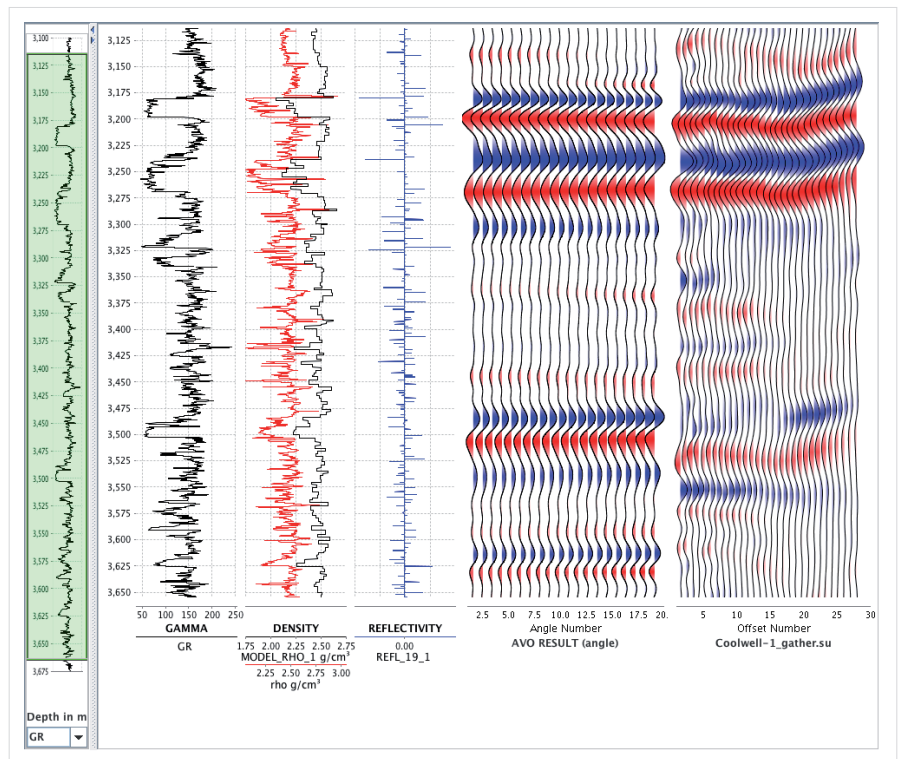 3,100
3,125
3,150
3,175
3,200
3,225
3,250
3,275
3,300
3,325
3,350
3,375
3,400
3,425
3,450
3,475
3,500
3,525
3,550
3,575
3,600
3,625
3,650
3,675
Depth in m
GR
3,125
3,150
3,175
3,200
3,225
3,250
3,275
3,300
3,325
3,350
3,375
3,400
3,425
3,450
3,475
3,500
3,525
3,550
3,575
3,600
3,625
3,650
50 100 150 200 250
GAMMA
GR
DENSITY
1.75 2.00 2.25 2.50 2.75
MODEL_RHO_1 g/cm³
2.25 2.50 2.75 3.00
rho g/cm³
REFLECTIVITY
0.00
REFL_19_1
2.5 5.0 7.5 10.0 12.5 15.0 17.5 20.
Angle Number
AVO RESULT (angle)
5 10 15 20 25 30
Offset Number
Coolwell-1_gather.su